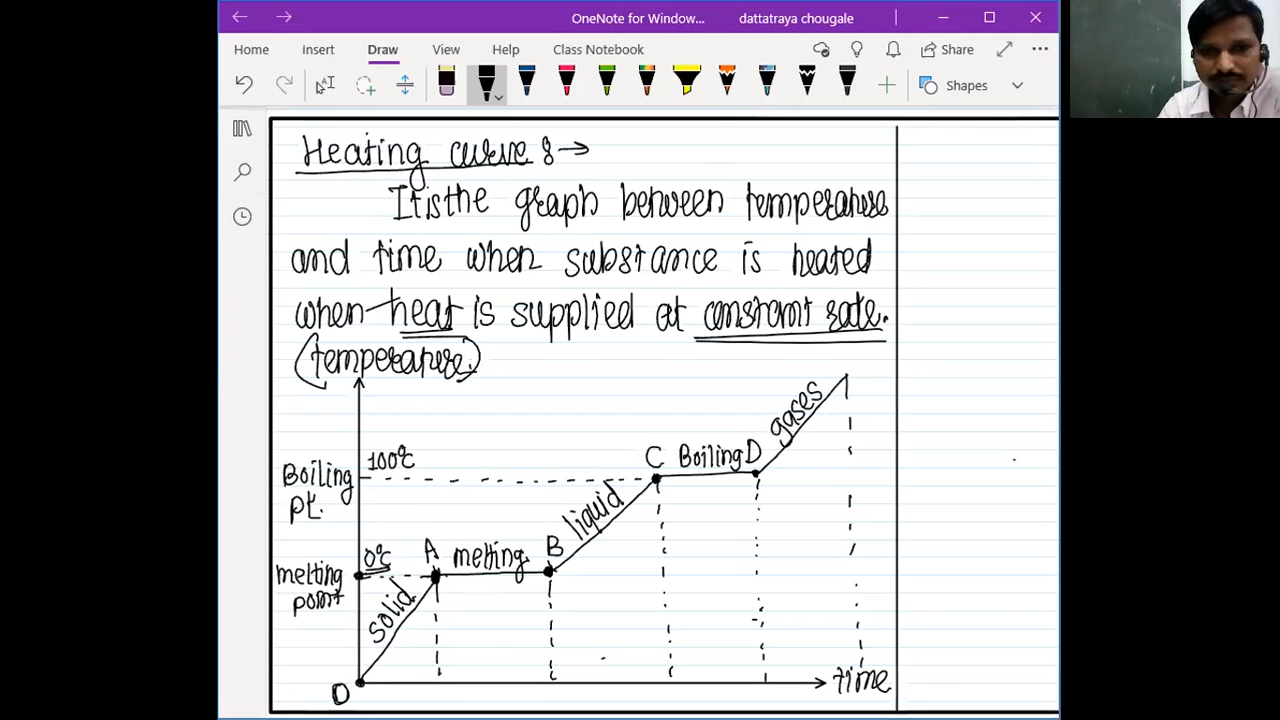 OneNote for Window... dattatraya chougale
Home Insert Draw View Help Class Notebook Share
Shapes
Heating curve :→
It is the graph between temperature
and time when substance is heated
when heat is supplied at constant rate.
(temperature)
gases
C Boiling D
100°C
Boiling
pt.
liquid
A melting B
0°C
melting
point
solid
O
time